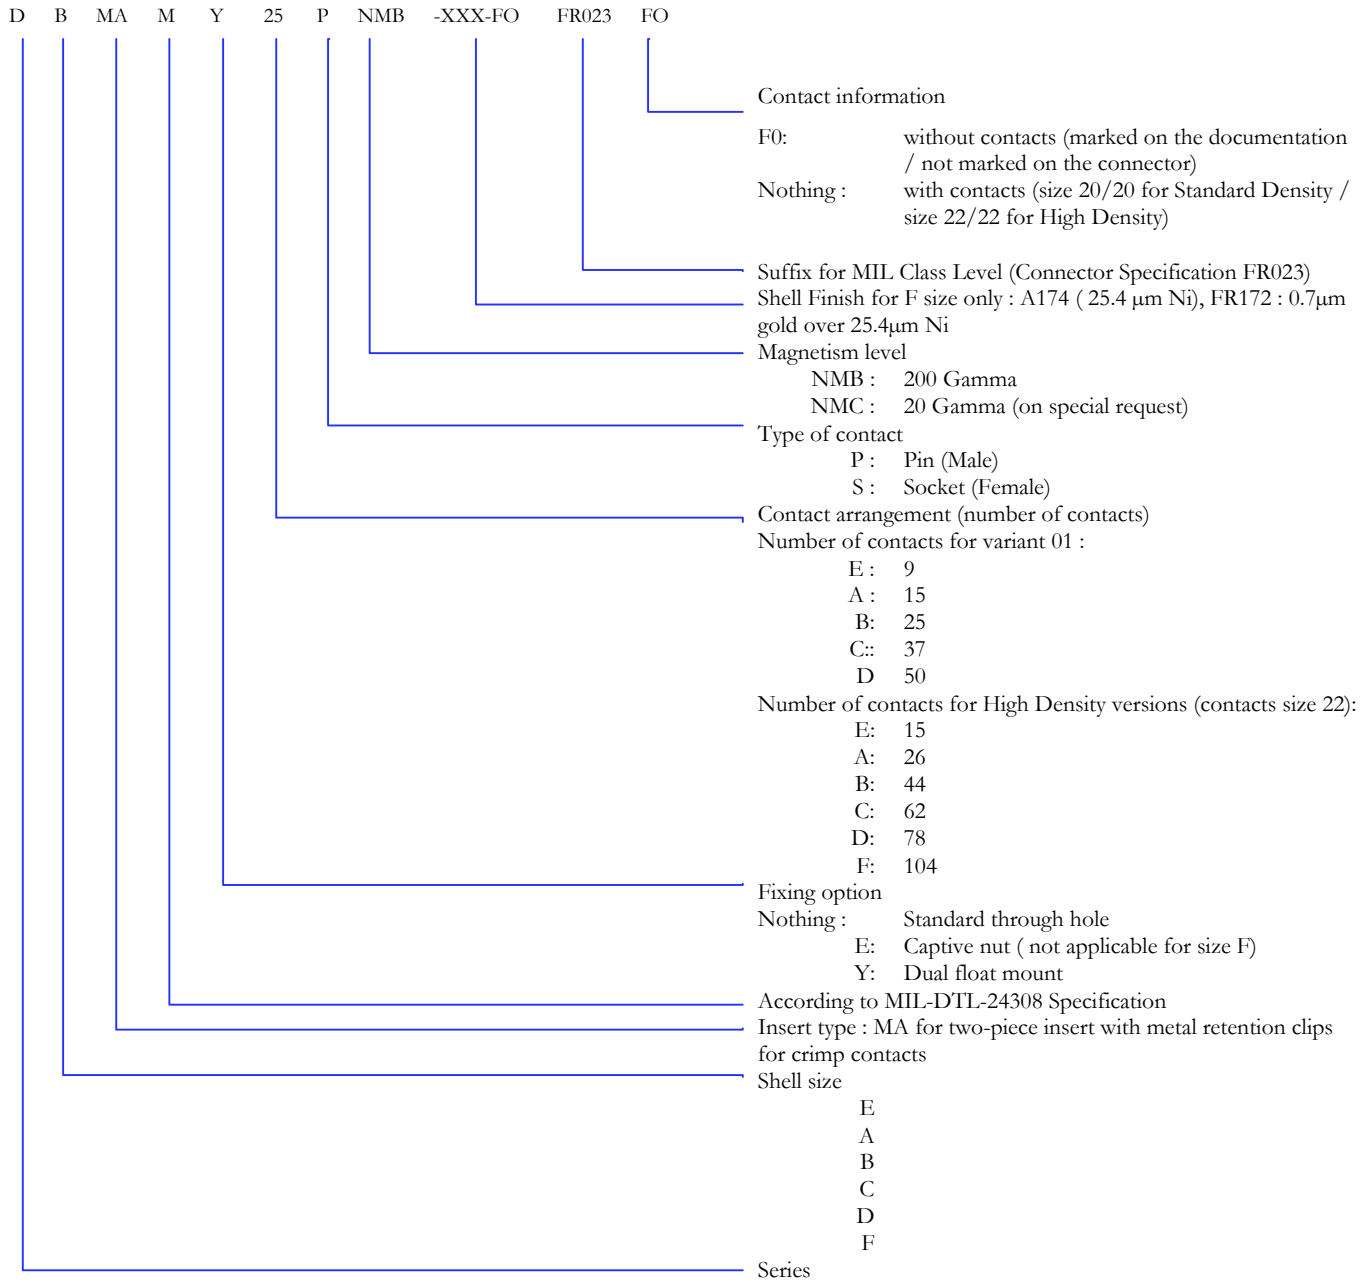 D B MA M Y 25 P NMB -XXX-FO FR023 FO
Contact information
F0: without contacts (marked on the documentation
/ not marked on the connector)
Nothing : with contacts (size 20/20 for Standard Density /
size 22/22 for High Density)
Suffix for MIL Class Level (Connector Specification FR023)
Shell Finish for F size only : A174 ( 25.4 µm Ni), FR172 : 0.7µm
gold over 25.4µm Ni
Magnetism level
NMB : 200 Gamma
NMC : 20 Gamma (on special request)
Type of contact
P : Pin (Male)
S : Socket (Female)
Contact arrangement (number of contacts)
Number of contacts for variant 01 :
E : 9
A : 15
B: 25
C:: 37
D 50
Number of contacts for High Density versions (contacts size 22):
E: 15
A: 26
B: 44
C: 62
D: 78
F: 104
Fixing option
Nothing : Standard through hole
E: Captive nut ( not applicable for size F)
Y: Dual float mount
According to MIL-DTL-24308 Specification
Insert type : MA for two-piece insert with metal retention clips
for crimp contacts
Shell size
E
A
B
C
D
F
Series